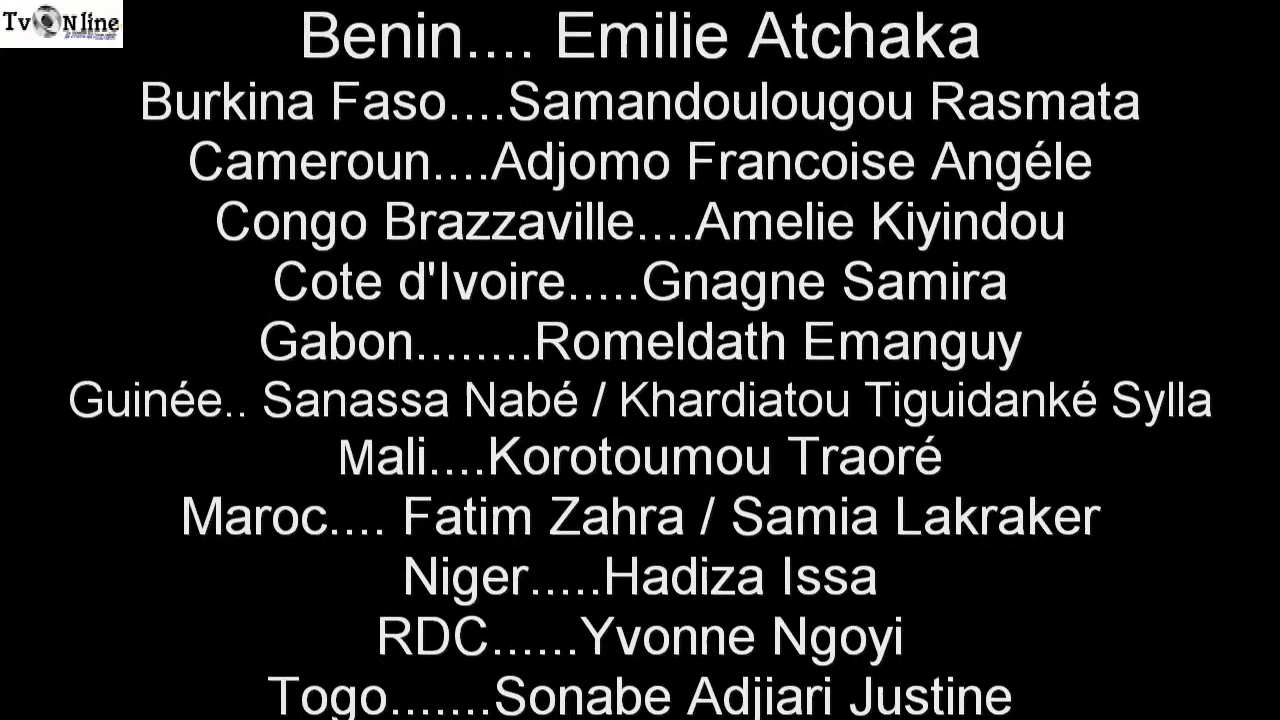 Tv ONline
Benin.... Emilie Atchaka
Burkina Faso....Samandoulougou Rasmata
Cameroun....Adjomo Francoise Angéle
Congo Brazzaville....Amelie Kiyindou
Cote d'Ivoire.....Gnagne Samira
Gabon........Romeldath Emanguy
Guinée.. Sanassa Nabé / Khardiatou Tiguidanké Sylla
Mali....Korotoumou Traoré
Maroc.... Fatim Zahra / Samia Lakraker
Niger.....Hadiza Issa
RDC......Yvonne Ngoyi
Togo.......Sonabe Adjiari Justine